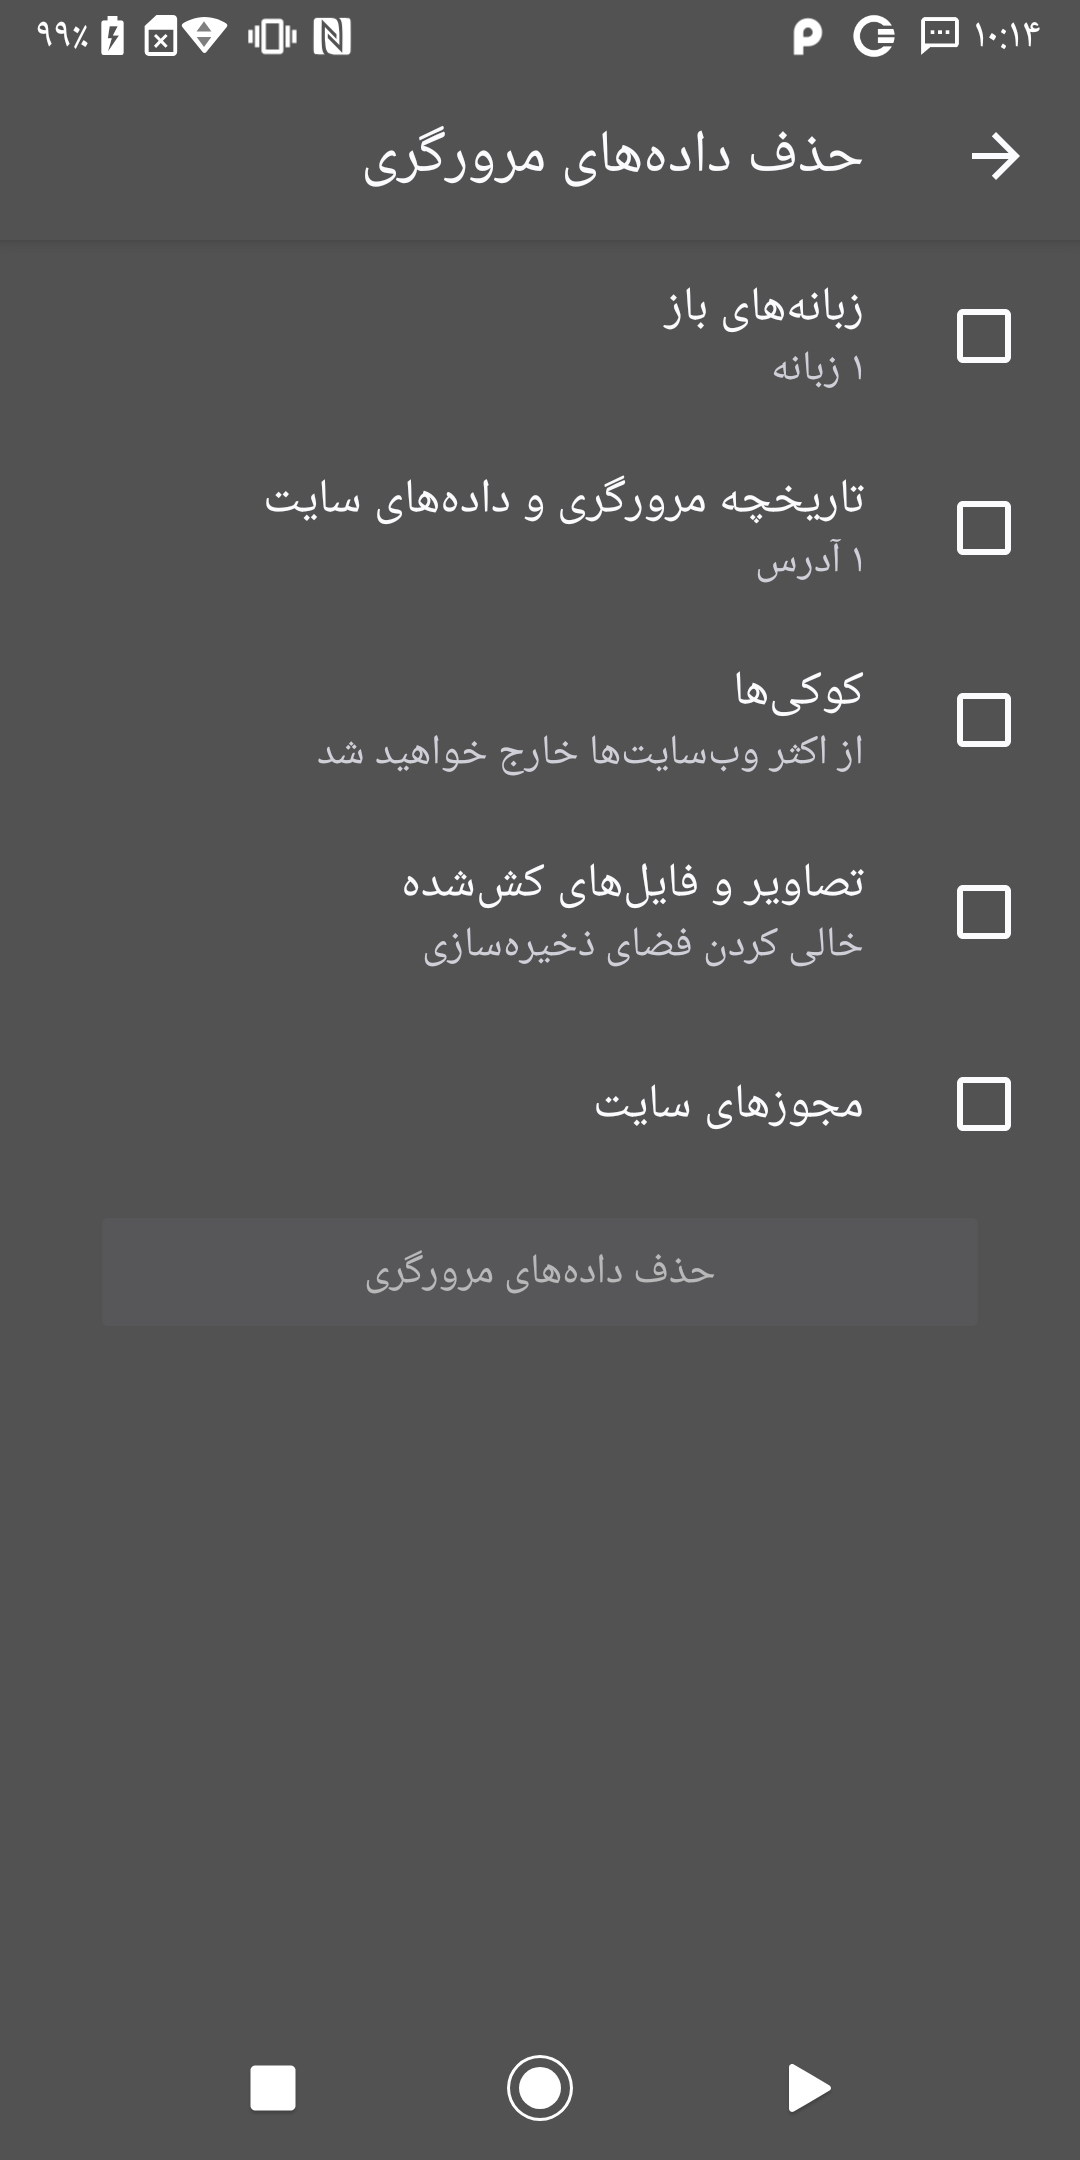 ۱۰:۱۴
۹۹٪
حذف داده‌های مرورگری
زبانه‌های باز
۱ زبانه
تاریخچه مرورگری و داده‌های سایت
۱ آدرس
کوکی‌ها
از اکثر وب‌سایت‌ها خارج خواهید شد
تصاویر و فایل‌های کش‌شده
خالی کردن فضای ذخیره‌سازی
مجوزهای سایت
حذف داده‌های مرورگری